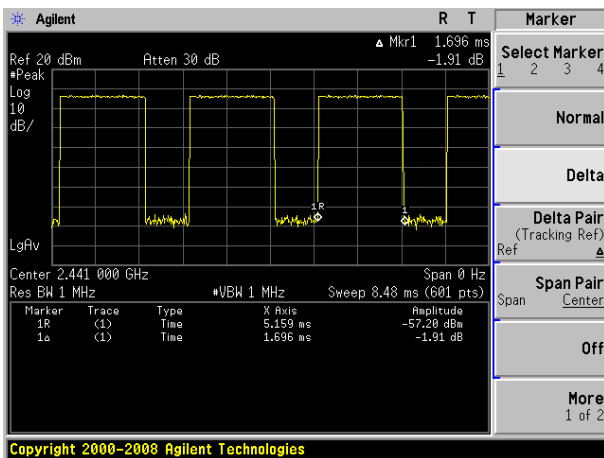 Agilent R T Marker
Δ Mkr1 1.696 ms
Ref 20 dBm Atten 30 dB -1.91 dB
#Peak
Log
10
dB/
1R 1
LgAv
Center 2.441 000 GHz Span 0 Hz
Res BW 1 MHz #VBW 1 MHz Sweep 8.48 ms (601 pts)
Marker Trace Type X Axis Amplitude
1R (1) Time 5.159 ms -57.20 dBm
1Δ (1) Time 1.696 ms -1.91 dB
Select Marker
1 2 3 4
Normal
Delta
Delta Pair
(Tracking Ref)
Ref Δ
Span Pair
Span Center
Off
More
1 of 2
Copyright 2000-2008 Agilent Technologies